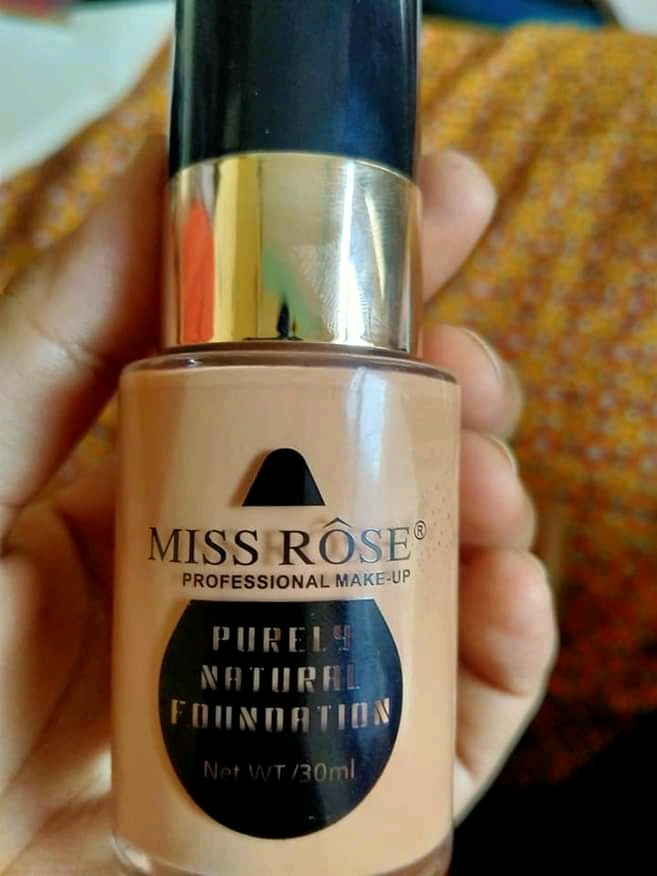 MISS RÔSE®
PROFESSIONAL MAKE-UP
PURELY
NATURAL
FOUNDATION
Net WT/30ml